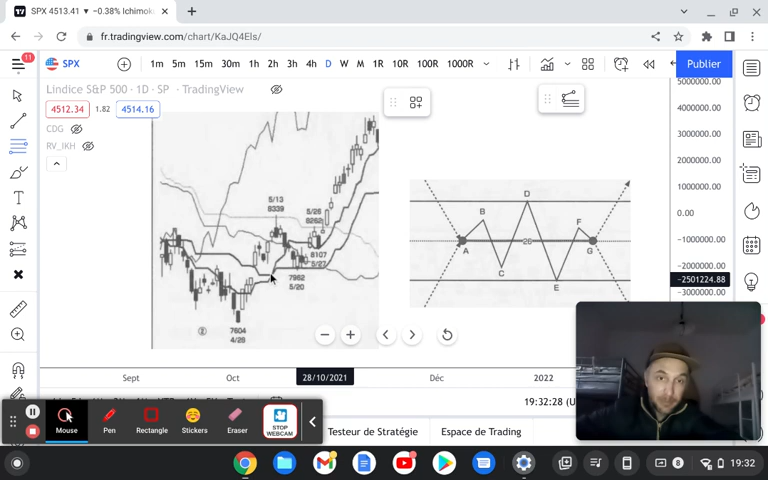 SPX 4513.41 ▼ −0.38% Ichimok
fr.tradingview.com/chart/KaJQ4Els/
11
SPX
1m 5m 15m 30m 1h 2h 3h 4h D W M 1R 10R 100R 1000R
Publier
Lindice S&P 500 · 1D · SP · TradingView
4512.34 1.82 4514.16
CDG
RV_IKH
5000000.00
4000000.00
3000000.00
2000000.00
1000000.00
0.00
−1000000.00
−2501224.88
−3000000.00
5/13
8339
5/26
8262
8107
5/27
7982
5/20
②
7604
4/28
D
B
F
26
A
G
C
E
Sept Oct 28/10/2021 Déc 2022
19:32:28 (U
Mouse Pen Rectangle Stickers Eraser STOP WEBCAM
Testeur de Stratégie Espace de Trading
8 19:32